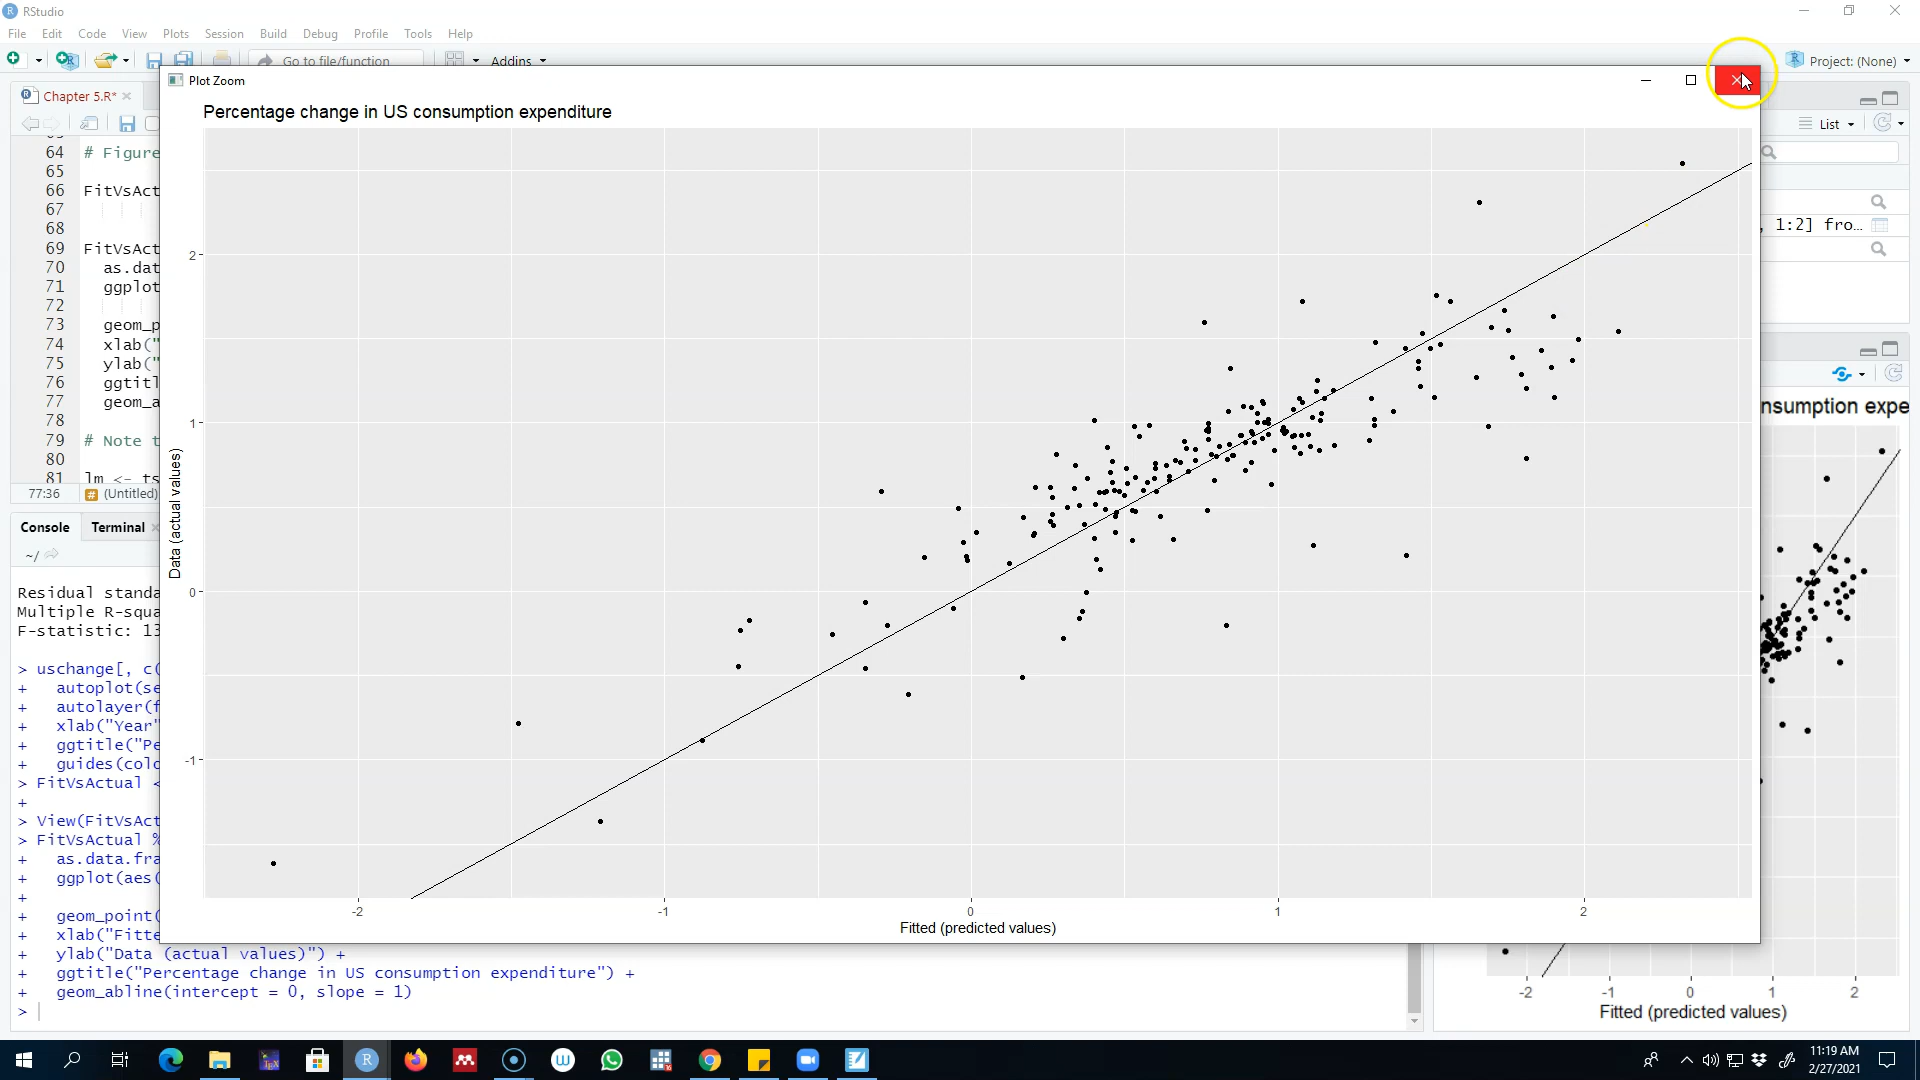 RStudio
File Edit Code View Plots Session Build Debug Profile Tools Help
Go to file/function Addins Project: (None)
Plot Zoom
Chapter 5.R*
Percentage change in US consumption expenditure
List
64 # Figure
65
66 FitVsAct
67
68
69 FitVsAct
70 as.dat
71 ggplot
72
73 geom_p
74 xlab("
75 ylab("
76 ggtitl
77 geom_a
78
79 # Note t
80
81 lm <- ts
77:36 (Untitled)
, 1:2] fro...
2
1
0
-1
Data (actual values)
-2 -1 0 1 2
Fitted (predicted values)
nsumption expe
-2 -1 0 1 2
Fitted (predicted values)
Console Terminal
~/
Residual standa
Multiple R-squa
F-statistic: 13
> uschange[, c(
+ autoplot(se
+ autolayer(f
+ xlab("Year"
+ ggtitle("Pe
+ guides(colo
> FitVsActual <
+
> View(FitVsAct
> FitVsActual %
+ as.data.fra
+ ggplot(aes(
+
+ geom_point(
+ xlab("Fitte
+ ylab("Data (actual values)") +
+ ggtitle("Percentage change in US consumption expenditure") +
+ geom_abline(intercept = 0, slope = 1)
>
11:19 AM
2/27/2021